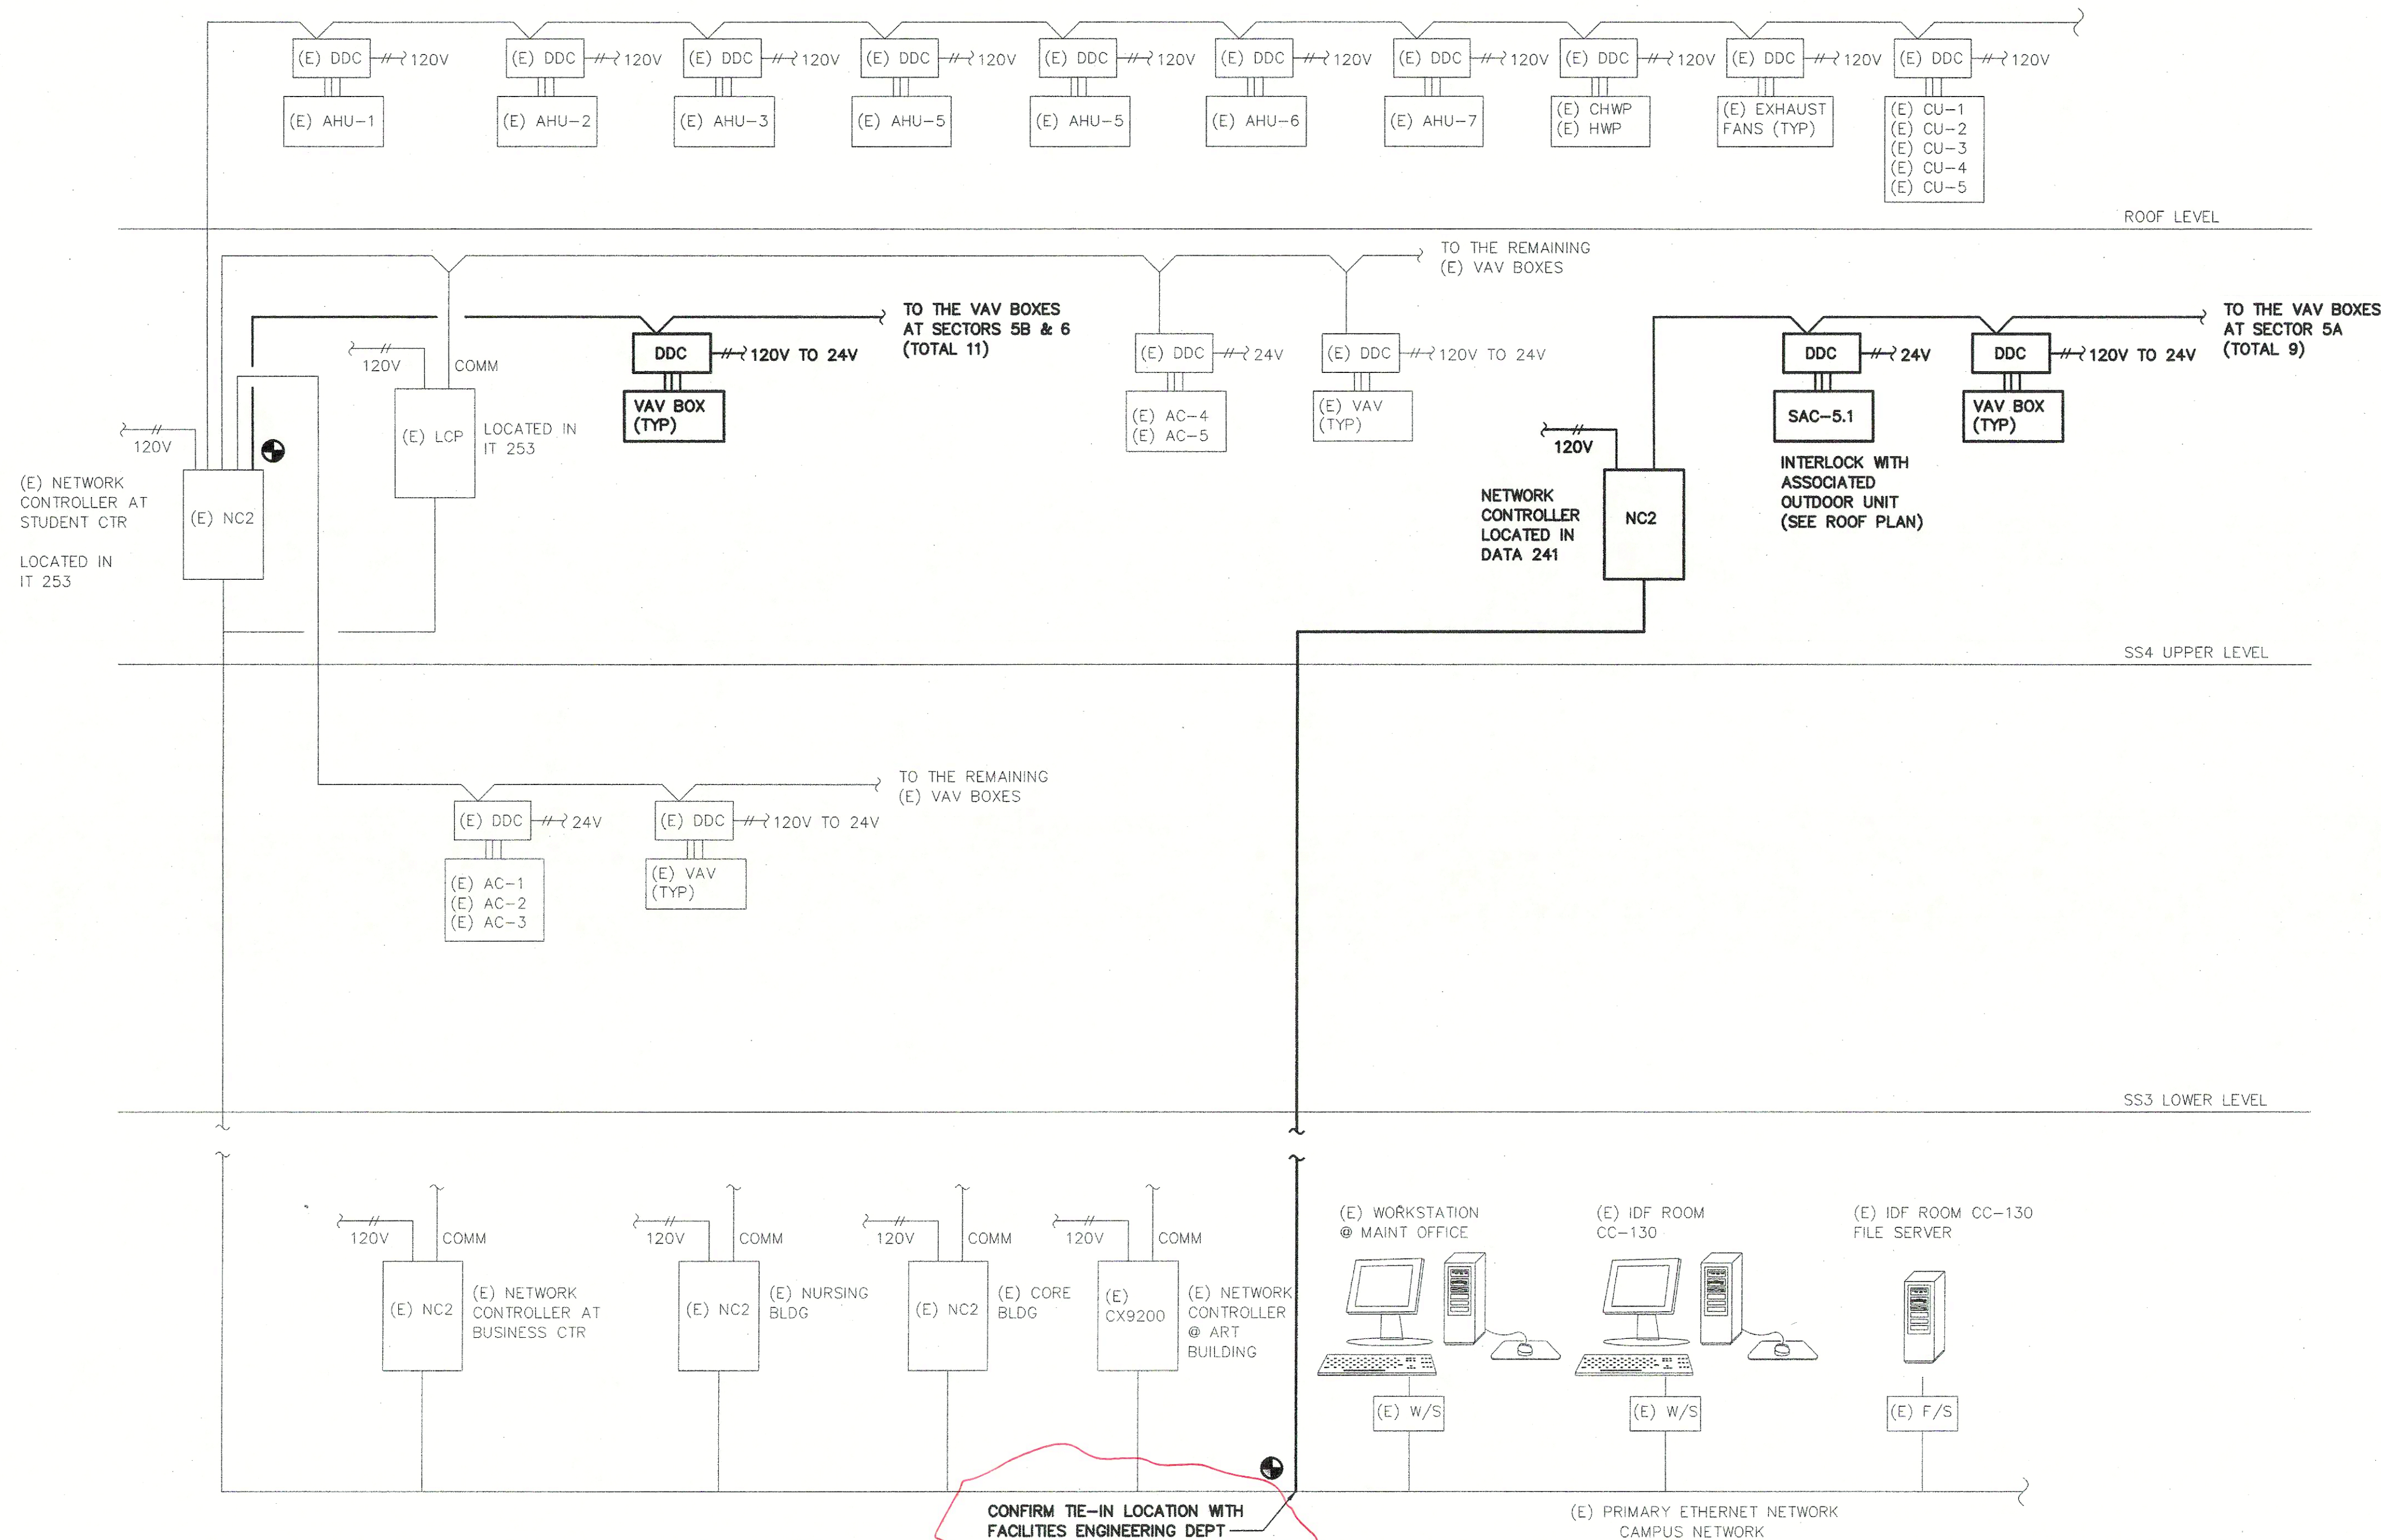 (E) DDC 120V
(E) AHU-1
(E) DDC 120V
(E) AHU-2
(E) DDC 120V
(E) AHU-3
(E) DDC 120V
(E) AHU-5
(E) DDC 120V
(E) AHU-5
(E) DDC 120V
(E) AHU-6
(E) DDC 120V
(E) AHU-7
(E) DDC 120V
(E) CHWP
(E) HWP
(E) DDC 120V
(E) EXHAUST
FANS (TYP)
(E) DDC 120V
(E) CU-1
(E) CU-2
(E) CU-3
(E) CU-4
(E) CU-5
ROOF LEVEL
TO THE REMAINING
(E) VAV BOXES
TO THE VAV BOXES
AT SECTORS 5B & 6
(TOTAL 11)
DDC 120V TO 24V
VAV BOX
(TYP)
120V
COMM
(E) LCP
LOCATED IN
IT 253
120V
(E) NETWORK
CONTROLLER AT
STUDENT CTR
LOCATED IN
IT 253
(E) NC2
(E) DDC 24V
(E) AC-4
(E) AC-5
(E) DDC 120V TO 24V
(E) VAV
(TYP)
TO THE VAV BOXES
AT SECTOR 5A
(TOTAL 9)
DDC 24V
SAC-5.1
INTERLOCK WITH
ASSOCIATED
OUTDOOR UNIT
(SEE ROOF PLAN)
DDC 120V TO 24V
VAV BOX
(TYP)
120V
NETWORK
CONTROLLER
LOCATED IN
DATA 241
NC2
SS4 UPPER LEVEL
TO THE REMAINING
(E) VAV BOXES
(E) DDC 24V
(E) AC-1
(E) AC-2
(E) AC-3
(E) DDC 120V TO 24V
(E) VAV
(TYP)
SS3 LOWER LEVEL
120V
COMM
(E) NC2
(E) NETWORK
CONTROLLER AT
BUSINESS CTR
120V
COMM
(E) NC2
(E) NURSING
BLDG
120V
COMM
(E) NC2
(E) CORE
BLDG
120V
COMM
(E)
CX9200
(E) NETWORK
CONTROLLER
@ ART
BUILDING
(E) WORKSTATION
@ MAINT OFFICE
(E) W/S
(E) IDF ROOM
CC-130
(E) W/S
(E) IDF ROOM CC-130
FILE SERVER
(E) F/S
CONFIRM TIE-IN LOCATION WITH
FACILITIES ENGINEERING DEPT
(E) PRIMARY ETHERNET NETWORK
CAMPUS NETWORK